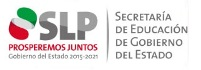 SLP
PROSPEREMOS JUNTOS
Gobierno del Estado 2015-2021
SECRETARÍA
DE EDUCACIÓN
DE GOBIERNO
DEL ESTADO